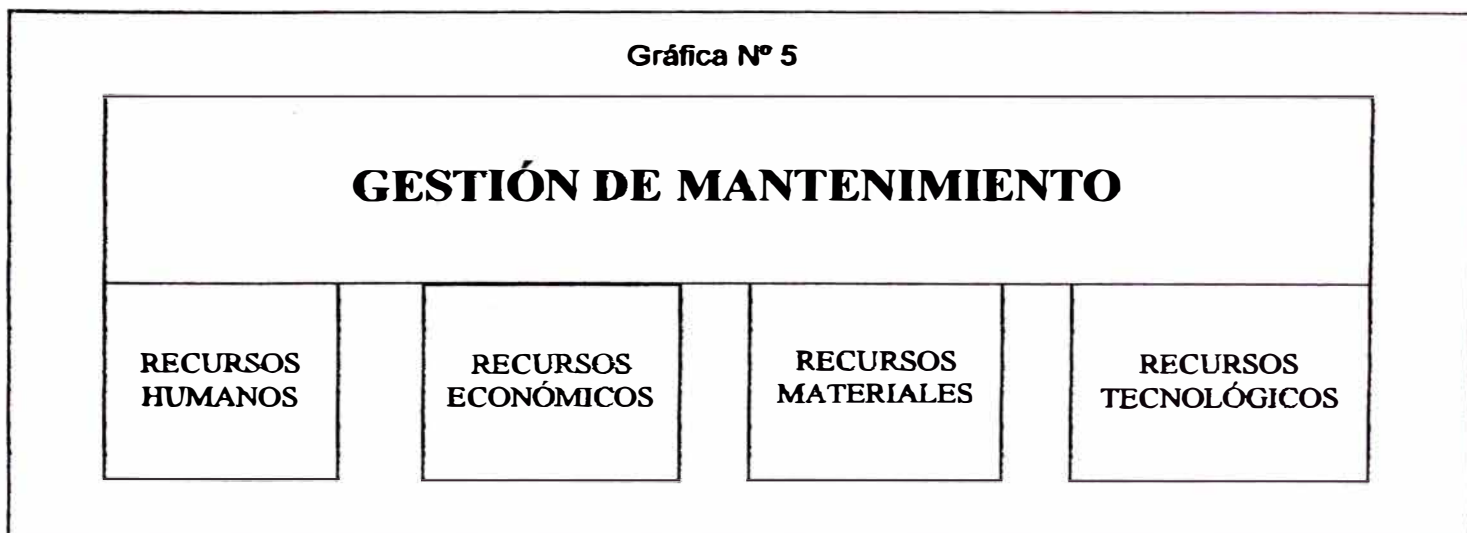 Gráfica Nº 5
GESTIÓN DE MANTENIMIENTO
RECURSOS
HUMANOS
RECURSOS
ECONÓMICOS
RECURSOS
MATERIALES
RECURSOS
TECNOLÓGICOS